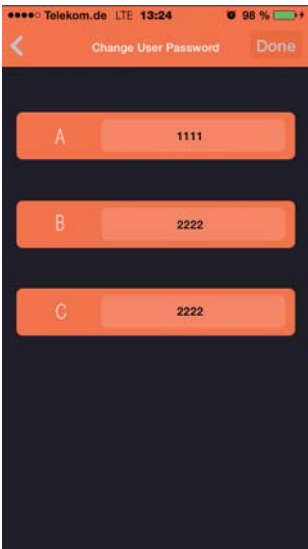 Telekom.de LTE 13:24 98 %
Change User Password Done
A 1111
B 2222
C 2222